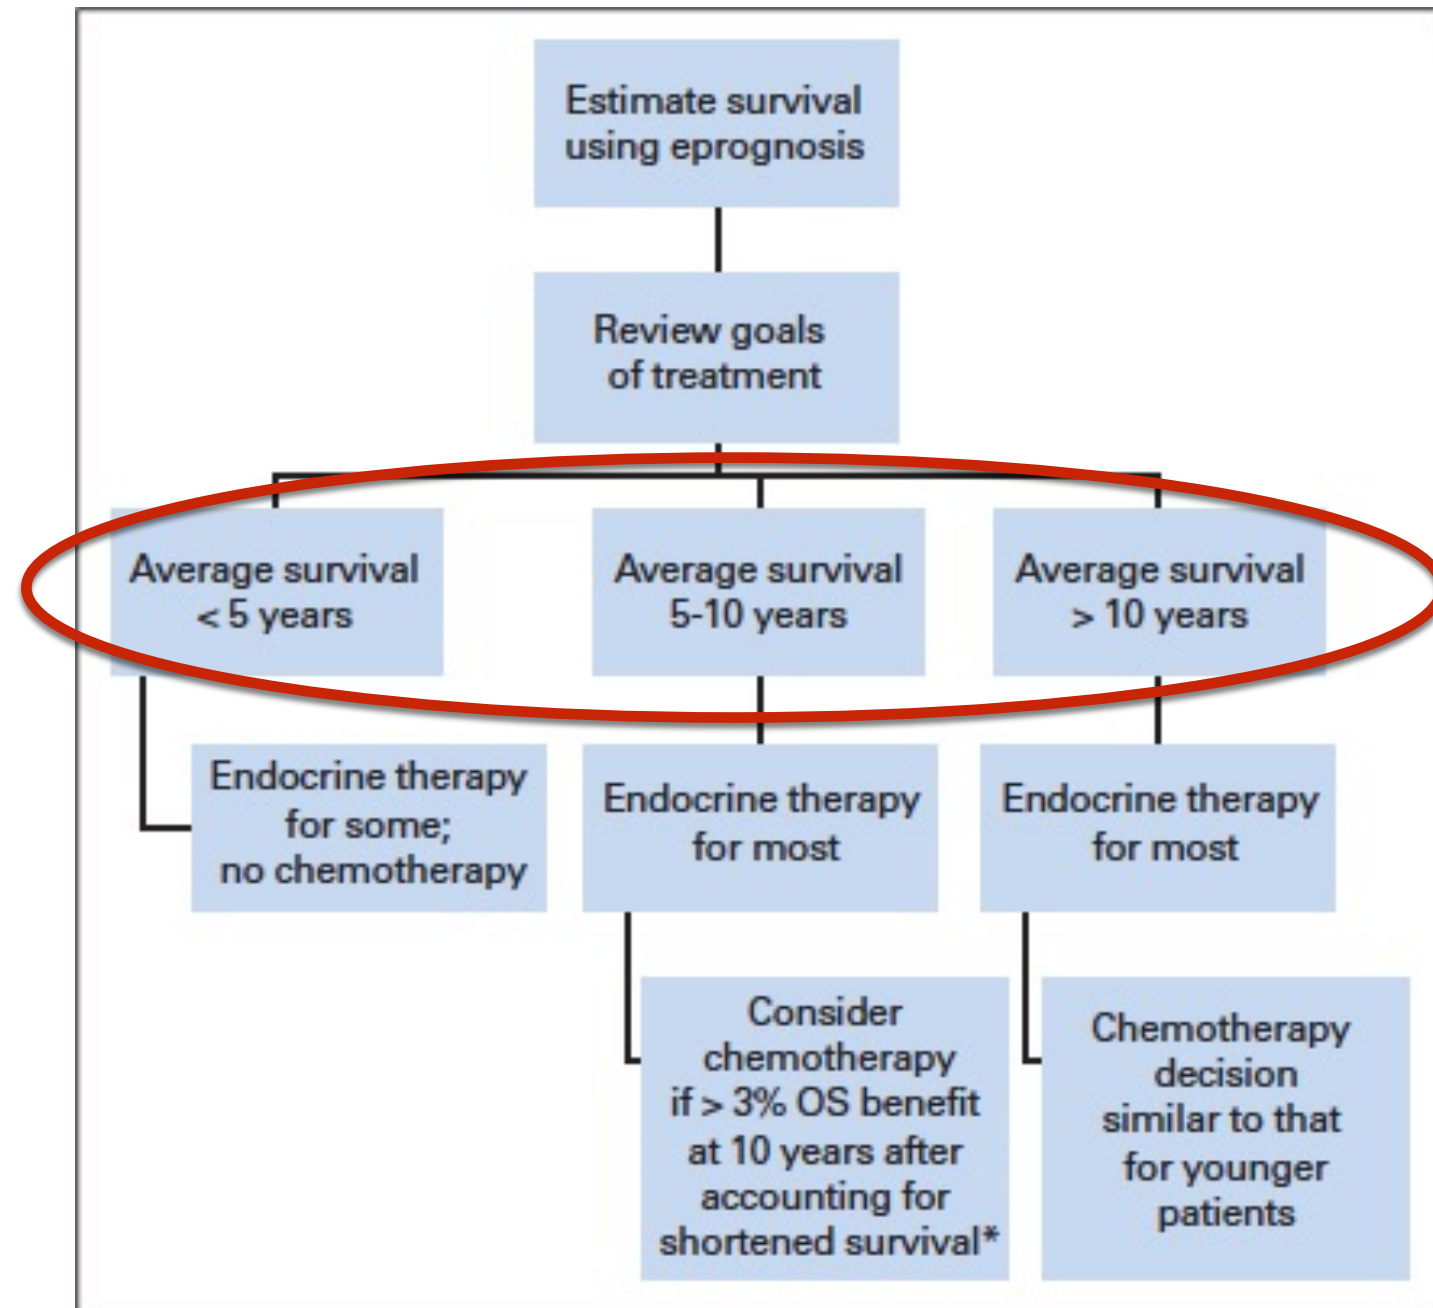 Estimate survival
using eprognosis
Review goals
of treatment
Average survival
< 5 years
Average survival
5-10 years
Average survival
> 10 years
Endocrine therapy
for some;
no chemotherapy
Endocrine therapy
for most
Endocrine therapy
for most
Consider
chemotherapy
if > 3% OS benefit
at 10 years after
accounting for
shortened survival*
Chemotherapy
decision
similar to that
for younger
patients